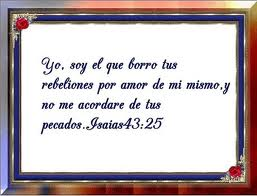 Yo, soy el que borro tus
rebeliones por amor de mi mismo,y
no me acordare de tus
pecados.Isaias43:25